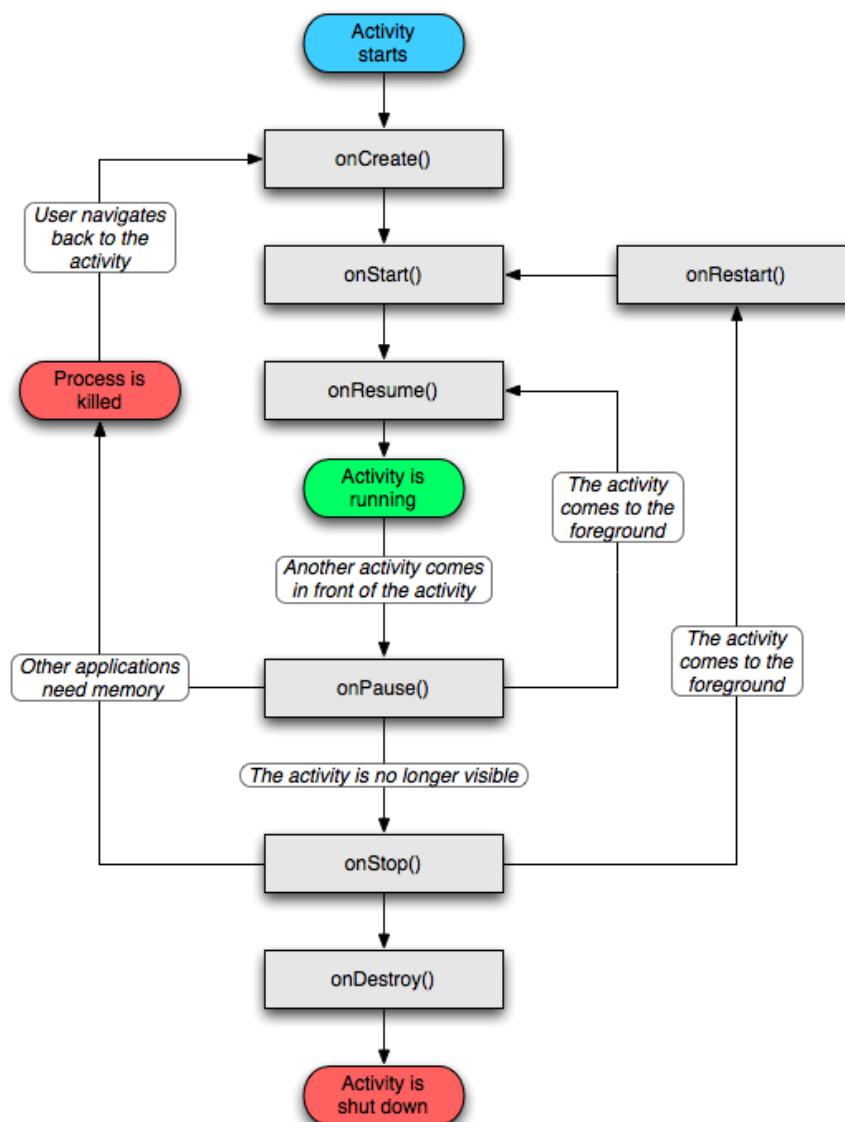 Activity
starts
onCreate()
User navigates
back to the
activity
onStart()
onRestart()
Process is
killed
onResume()
Activity is
running
The activity
comes to the
foreground
Another activity comes
in front of the activity
The activity
comes to the
foreground
Other applications
need memory
onPause()
The activity is no longer visible
onStop()
onDestroy()
Activity is
shut down